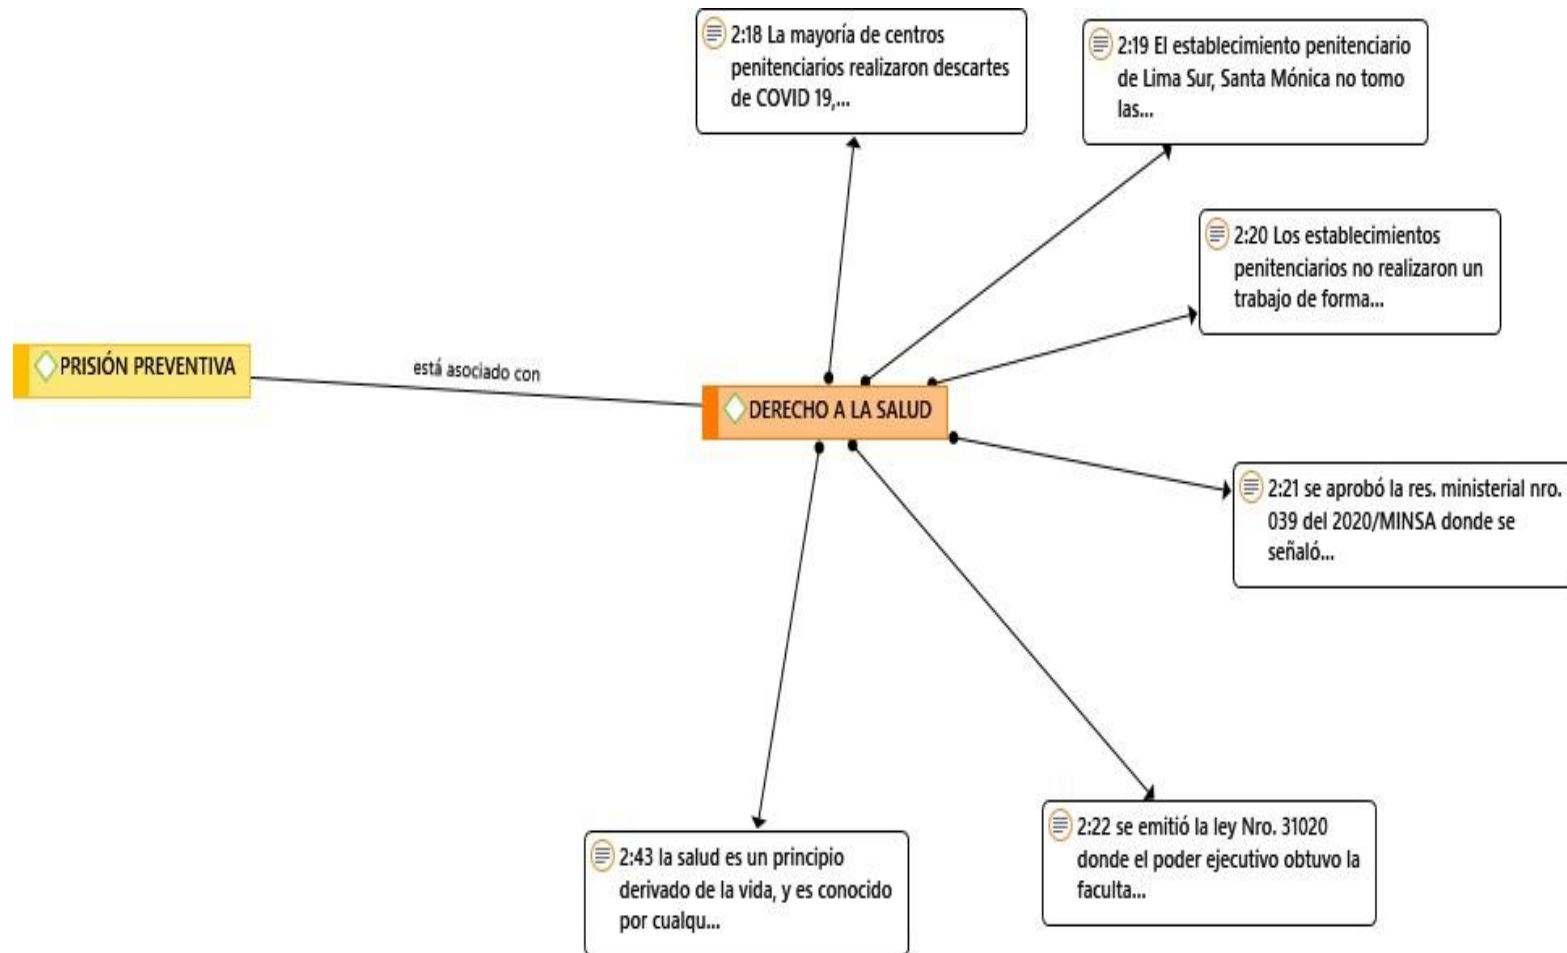 2:18 La mayoría de centros
penitenciarios realizaron descartes
de COVID 19,...
2:19 El establecimiento penitenciario
de Lima Sur, Santa Mónica no tomo
las...
2:20 Los establecimientos
penitenciarios no realizaron un
trabajo de forma...
PRISIÓN PREVENTIVA
está asociado con
DERECHO A LA SALUD
2:21 se aprobó la res. ministerial nro.
039 del 2020/MINSA donde se
señaló...
2:22 se emitió la ley Nro. 31020
donde el poder ejecutivo obtuvo la
faculta...
2:43 la salud es un principio
derivado de la vida, y es conocido
por cualqu...